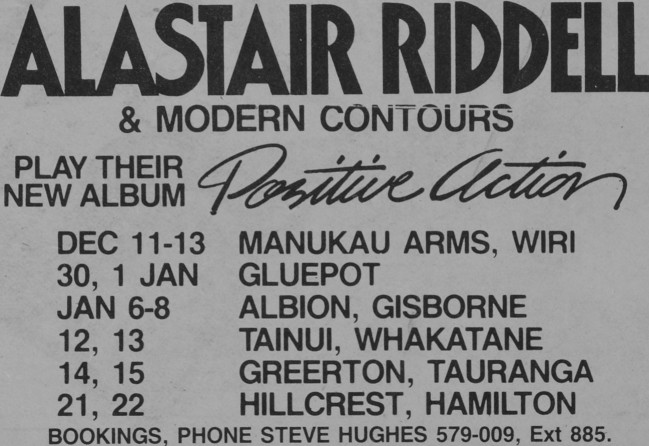 ALASTAIR RIDDELL
& MODERN CONTOURS
PLAY THEIR
NEW ALBUM Positive Action
DEC 11-13 MANUKAU ARMS, WIRI
30, 1 JAN GLUEPOT
JAN 6-8 ALBION, GISBORNE
12, 13 TAINUI, WHAKATANE
14, 15 GREERTON, TAURANGA
21, 22 HILLCREST, HAMILTON
BOOKINGS, PHONE STEVE HUGHES 579-009, Ext 885.